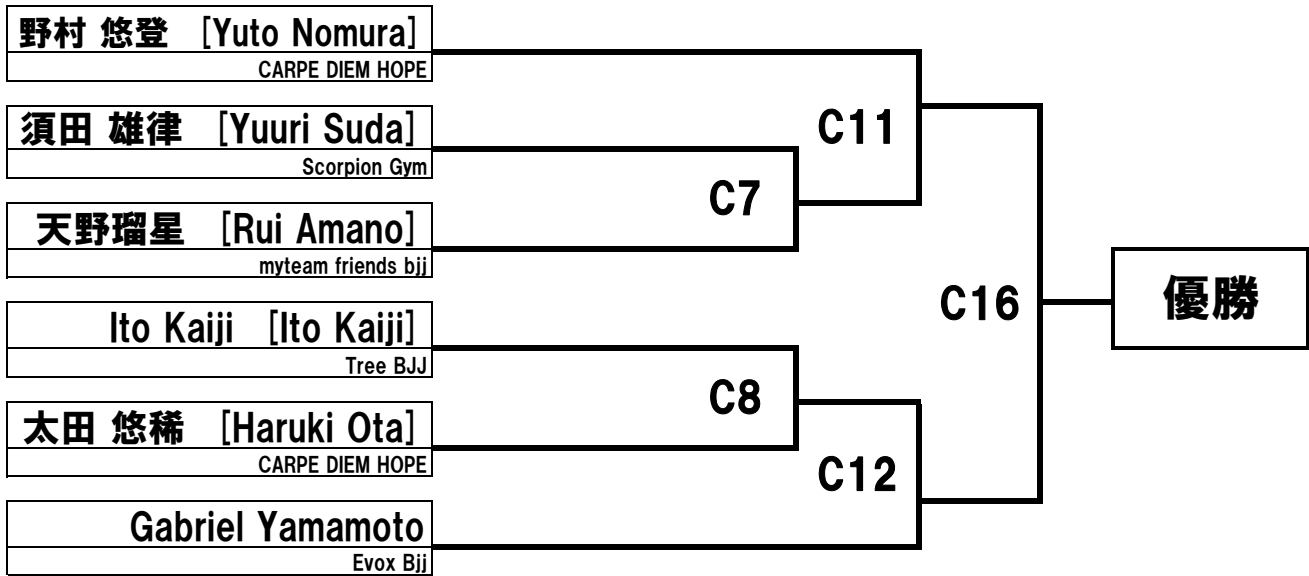 野村 悠登 [Yuto Nomura]
CARPE DIEM HOPE
須田 雄律 [Yuuri Suda]
Scorpion Gym
天野瑠星 [Rui Amano]
myteam friends bjj
Ito Kaiji [Ito Kaiji]
Tree BJJ
太田 悠稀 [Haruki Ota]
CARPE DIEM HOPE
Gabriel Yamamoto
Evox Bjj
C7
C8
C11
C12
C16
優勝